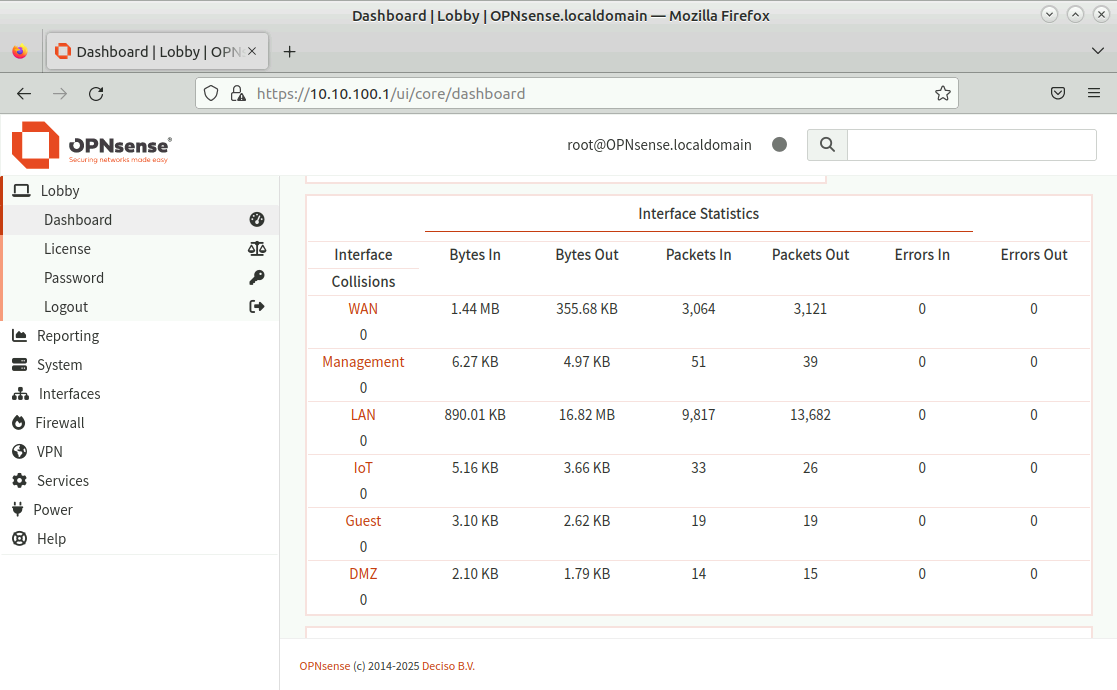 Dashboard | Lobby | OPNsense.localdomain — Mozilla Firefox
Dashboard | Lobby | OPN
https://10.10.100.1/ui/core/dashboard
OPNsense®
Securing networks made easy
root@OPNsense.localdomain
Lobby
Dashboard
License
Password
Logout
Reporting
System
Interfaces
Firewall
VPN
Services
Power
Help
Interface Statistics
Interface Bytes In Bytes Out Packets In Packets Out Errors In Errors Out
Collisions
WAN 1.44 MB 355.68 KB 3,064 3,121 0 0
0
Management 6.27 KB 4.97 KB 51 39 0 0
0
LAN 890.01 KB 16.82 MB 9,817 13,682 0 0
0
IoT 5.16 KB 3.66 KB 33 26 0 0
0
Guest 3.10 KB 2.62 KB 19 19 0 0
0
DMZ 2.10 KB 1.79 KB 14 15 0 0
0
OPNsense (c) 2014-2025 Deciso B.V.